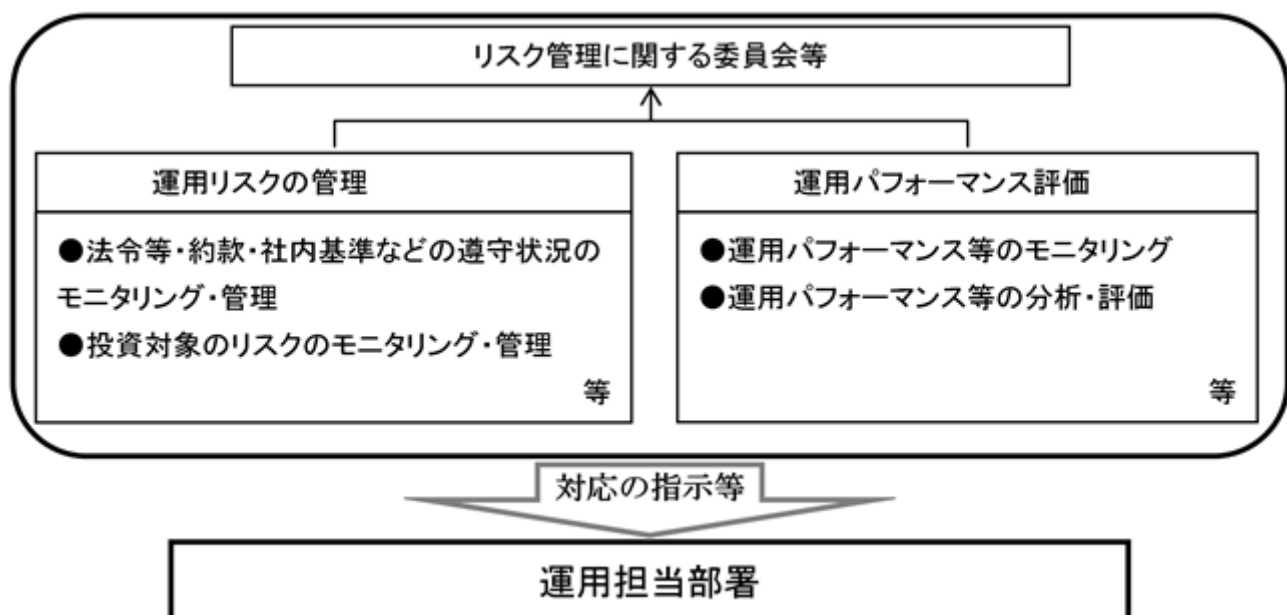 リスク管理に関する委員会等
運用リスクの管理
●法令等・約款・社内基準などの遵守状況の
モニタリング・管理
●投資対象のリスクのモニタリング・管理
等
運用パフォーマンス評価
●運用パフォーマンス等のモニタリング
●運用パフォーマンス等の分析・評価
等
対応の指示等
運用担当部署